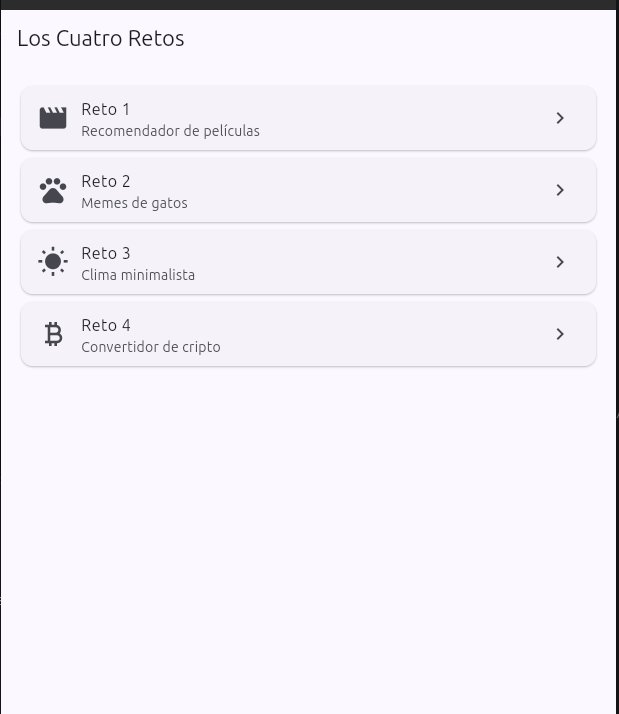 Los Cuatro Retos
Reto 1
Recomendador de películas
Reto 2
Memes de gatos
Reto 3
Clima minimalista
Reto 4
Convertidor de cripto